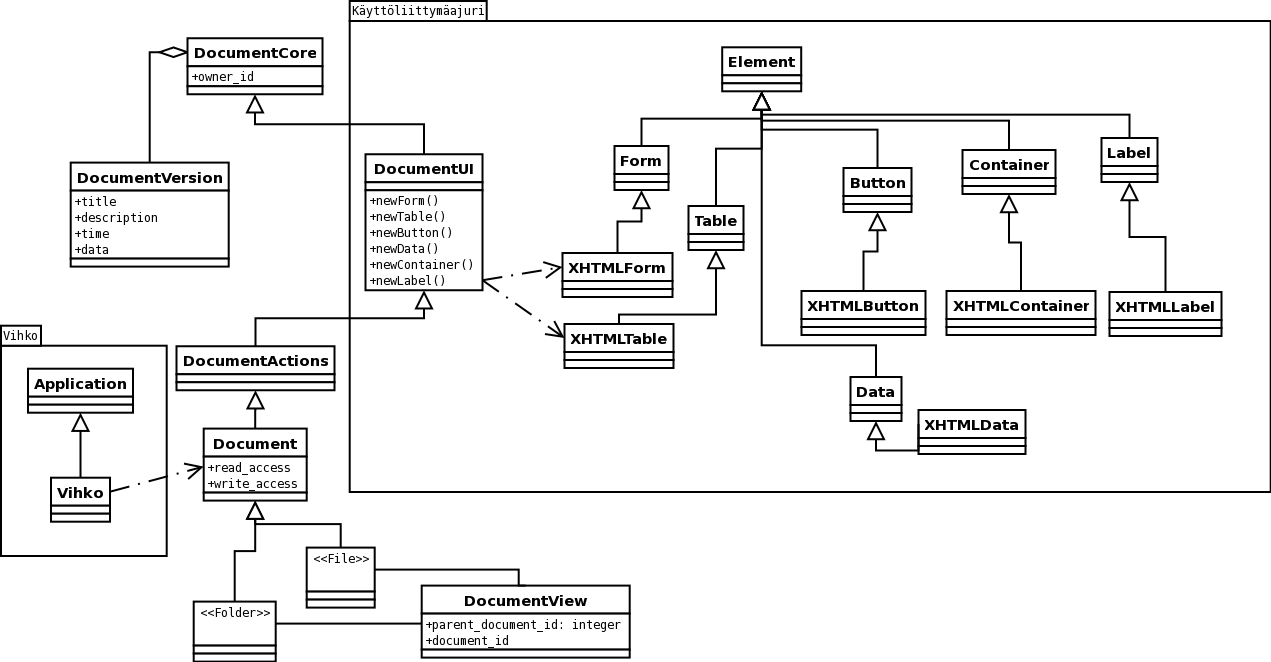 Käyttöliittymäajuri
DocumentCore
+owner_id
Element
DocumentVersion
+title
+description
+time
+data
DocumentUI
+newForm()
+newTable()
+newButton()
+newData()
+newContainer()
+newLabel()
Form
Table
Button
Container
Label
XHTMLForm
XHTMLTable
XHTMLButton
XHTMLContainer
XHTMLLabel
Data
XHTMLData
Vihko
Application
Vihko
DocumentActions
Document
+read_access
+write_access
<<File>>
<<Folder>>
DocumentView
+parent_document_id: integer
+document_id